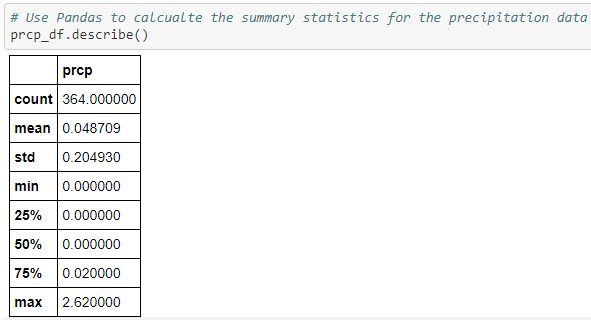 # Use Pandas to calcualte the summary statistics for the precipitation data
prcp_df.describe()
prcp
count 364.000000
mean 0.048709
std 0.204930
min 0.000000
25% 0.000000
50% 0.000000
75% 0.020000
max 2.620000